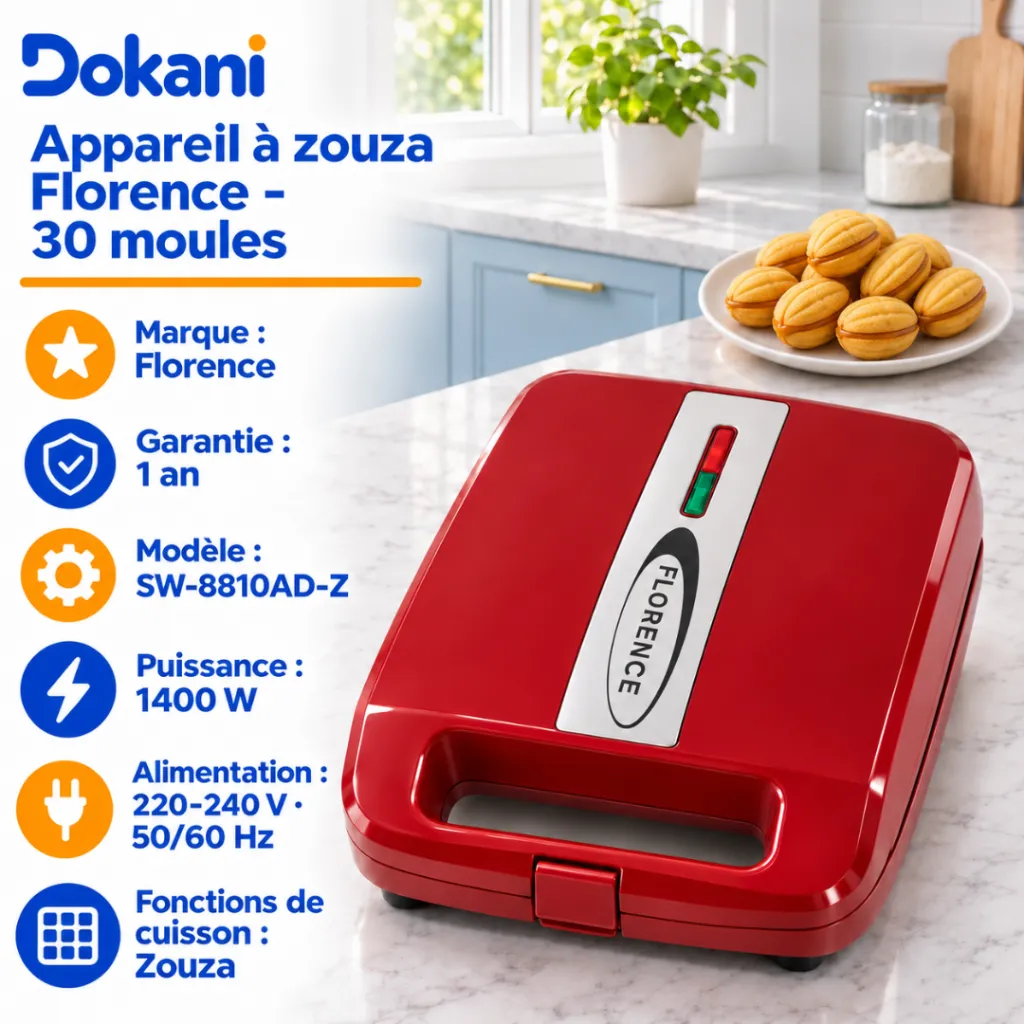 Dokani
Appareil à zouza
Florence -
30 moules
Marque :
Florence
Garantie :
1 an
Modèle :
SW-8810AD-Z
Puissance :
1400 W
Alimentation :
220-240 V ·
50/60 Hz
Fonctions de
cuisson :
Zouza
FLORENCE